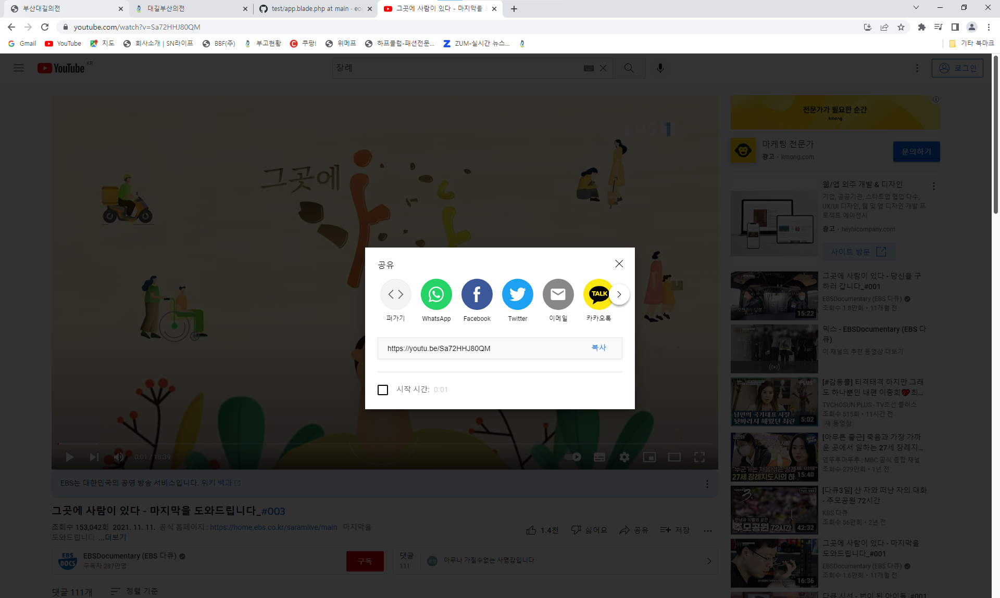 부산대길의전
대길부산의전
test/app.blade.php at main · eog
그곳에 사람이 있다 - 마지막을
youtube.com/watch?v=Sa72HHJ80QM
Gmail
YouTube
지도
회사소개 | SN라이프
BBF(주)
부고현황
쿠팡!
위메프
하프클럽-패션전문...
ZUM-실시간 뉴스...
기타 북마크
YouTube KR
장례
로그인
EBS 1
그곳에
공유
퍼가기
WhatsApp
Facebook
Twitter
이메일
TALK
카카오톡
https://youtu.be/Sa72HHJ80QM
복사
시작 시간: 0:01
0:01 / 18:39
EBS는 대한민국의 공영 방송 서비스입니다. 위키 백과
그곳에 사람이 있다 - 마지막을 도와드립니다_#003
조회수 153,042회 2021. 11. 11. 공식 홈페이지 : https://home.ebs.co.kr/saramlive/main 마지막을
도와드립니다 ...더보기
1.4천
싫어요
공유
저장
EBS DOCS
EBSDocumentary (EBS 다큐)
구독자 287만명
구독
댓글
111
아무나 가질수없는 사명감입니다
댓글 111개
정렬 기준
전문가가 필요한 순간
kmong
마케팅 전문가
광고 · kmong.com
문의하기
웹/앱 외주 개발 & 디자인
기업, 공공기관, 스타트업 협업 다수,
UX/UI 디자인, 웹 및 앱 디자인 개발 프
로젝트 에이전시
광고 · heyhicompany.com
사이트 방문
그곳에 사람이 있다 - 당신을 구
하러 갑니다_#001
EBSDocumentary (EBS 다큐)
조회수 1.8만회 · 11개월 전
오전 8시 52분
15:22
믹스 - EBSDocumentary (EBS 다
큐)
이 채널의 추천 동영상 더보기
[#감동플] 티격태격 하지만 그래
도 하나뿐인 내편 이충희💖최...
TVCHOSUN PLUS - TV조선 플러스
조회수 515회 · 11시간 전
새 동영상
PLUS+
남편의 국가대표 시절
뒷바라지 해왔던 최란
5:02
[아무튼 출근] 죽음과 가장 가까
운 곳에서 일하는 27세 장례지도...
엠뚜루마뚜루 : MBC 공식 종합 채널
조회수 279만회 · 1년 전
"누군가는 처음 겪는 장례를 위해"
27세 장례지도사의 하
15:40
[다큐3일] 산 자와 떠난 자의 대화
- 추모공원 72시간
KBS 다큐
조회수 56만회 · 2년 전
만남과 이별의 공간
추모공원 72시간
42:32
그곳에 사람이 있다 - 마지막을
도와드립니다_#001
EBSDocumentary (EBS 다큐)
조회수 1.6만회 · 11개월 전
16:36
다큐 시선 - 법이 된 아이들_#001